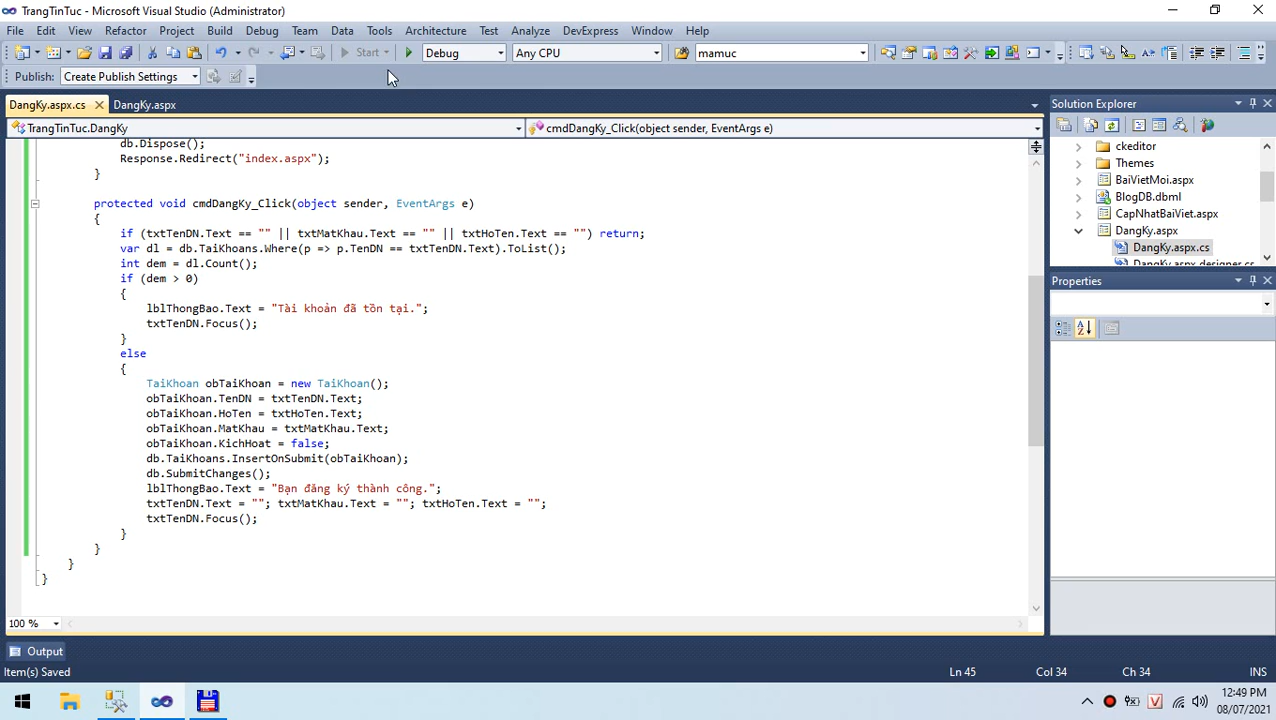 TrangTinTuc - Microsoft Visual Studio (Administrator)
File Edit View Refactor Project Build Debug Team Data Tools Architecture Test DevExpress Analyze Window Help
Start Debug Any CPU mamuc
Publish: Create Publish Settings
DangKy.aspx.cs DangKy.aspx
TrangTinTuc.DangKy cmdDangKy_Click(object sender, EventArgs e)
db.Dispose();
Response.Redirect("index.aspx");
}
protected void cmdDangKy_Click(object sender, EventArgs e)
{
if (txtTenDN.Text == "" || txtMatKhau.Text == "" || txtHoTen.Text == "") return;
var dl = db.TaiKhoans.Where(p => p.TenDN == txtTenDN.Text).ToList();
int dem = dl.Count();
if (dem > 0)
{
lblThongBao.Text = "Tài khoản đã tồn tại.";
txtTenDN.Focus();
}
else
{
TaiKhoan obTaiKhoan = new TaiKhoan();
obTaiKhoan.TenDN = txtTenDN.Text;
obTaiKhoan.HoTen = txtHoTen.Text;
obTaiKhoan.MatKhau = txtMatKhau.Text;
obTaiKhoan.KichHoat = false;
db.TaiKhoans.InsertOnSubmit(obTaiKhoan);
db.SubmitChanges();
lblThongBao.Text = "Bạn đăng ký thành công.";
txtTenDN.Text = ""; txtMatKhau.Text = ""; txtHoTen.Text = "";
txtTenDN.Focus();
}
}
}
}
100 %
Solution Explorer
ckeditor
Themes
BaiVietMoi.aspx
BlogDB.dbml
CapNhatBaiViet.aspx
DangKy.aspx
DangKy.aspx.cs
DangKy.aspx.designer.cs
Properties
Output
Item(s) Saved Ln 45 Col 34 Ch 34 INS
12:49 PM
08/07/2021